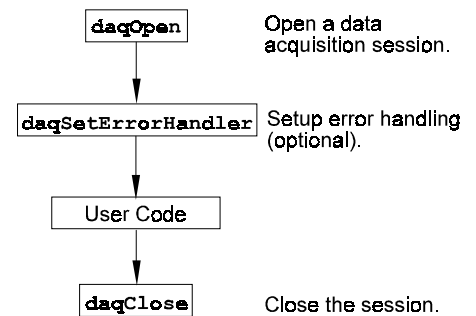 daqOpen
Open a data
acquisition session.
daqSetErrorHandler
Setup error handling
(optional).
User Code
daqClose
Close the session.